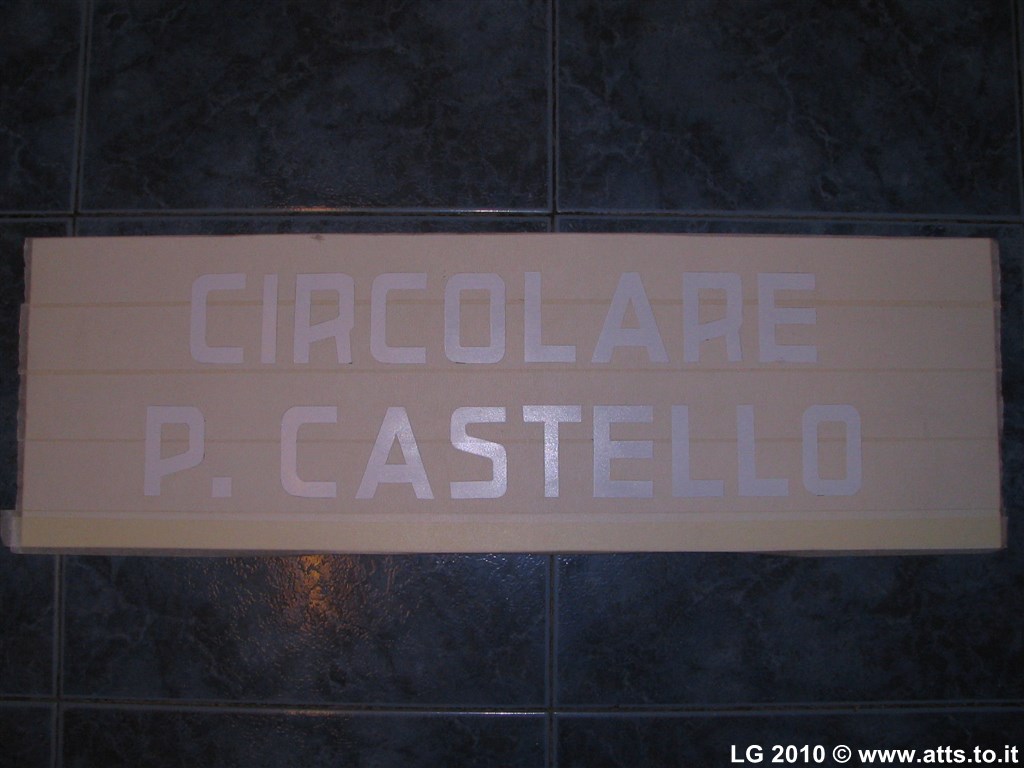 CIRCOLARE
P. CASTELLO
LG 2010 © www.atts.to.it